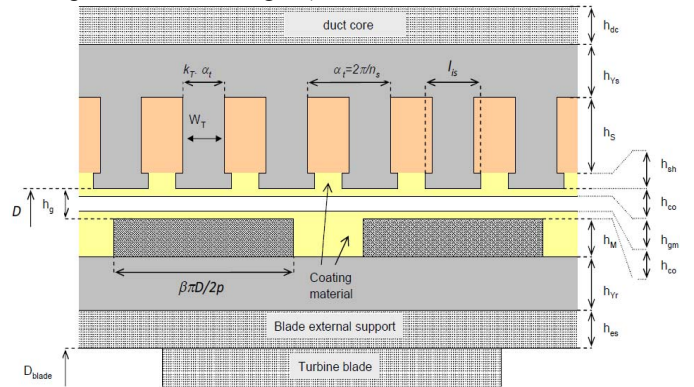 duct core
h_dc
k_T. α_t
α_t=2π/n_s
l_is
h_Ys
W_T
h_S
h_sh
D
h_g
h_co
h_gm
h_M
h_co
βπD/2p
Coating
material
h_Yr
Blade external support
h_es
D_blade
Turbine blade